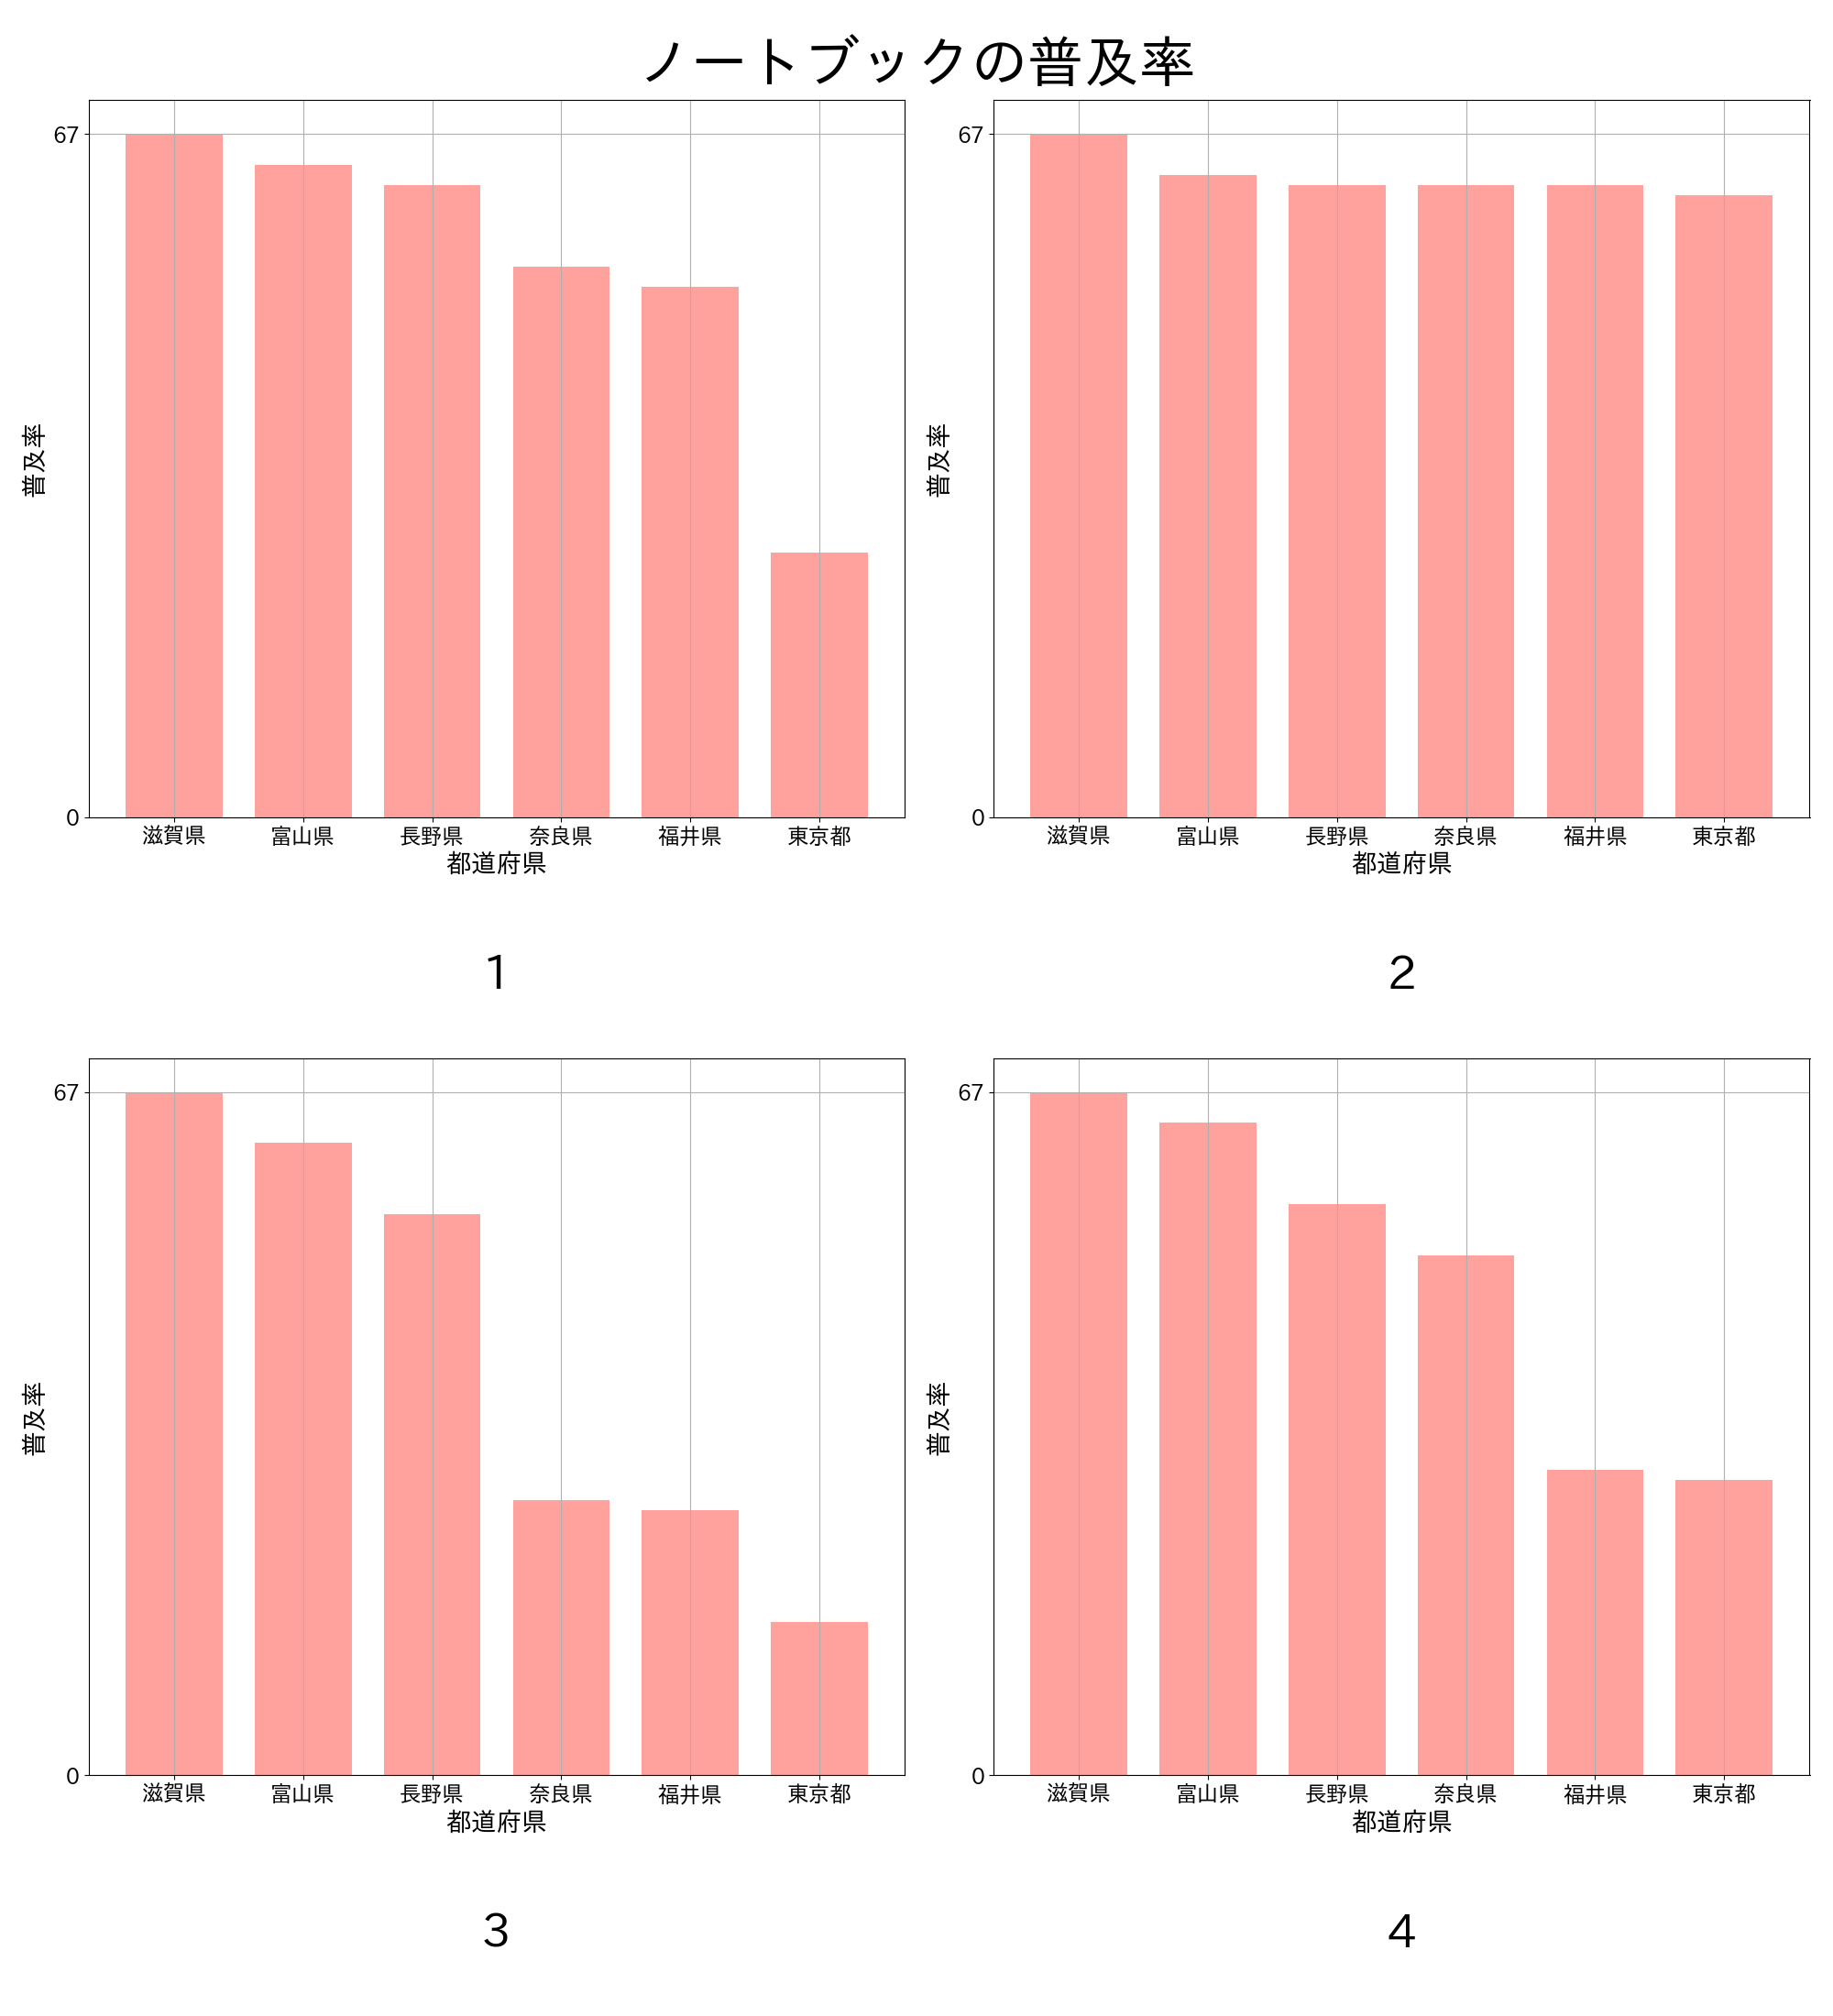 ノートブックの普及率
67
0
普及率
滋賀県 富山県 長野県 奈良県 福井県 東京都
都道府県
1
67
0
普及率
滋賀県 富山県 長野県 奈良県 福井県 東京都
都道府県
2
67
0
普及率
滋賀県 富山県 長野県 奈良県 福井県 東京都
都道府県
3
67
0
普及率
滋賀県 富山県 長野県 奈良県 福井県 東京都
都道府県
4